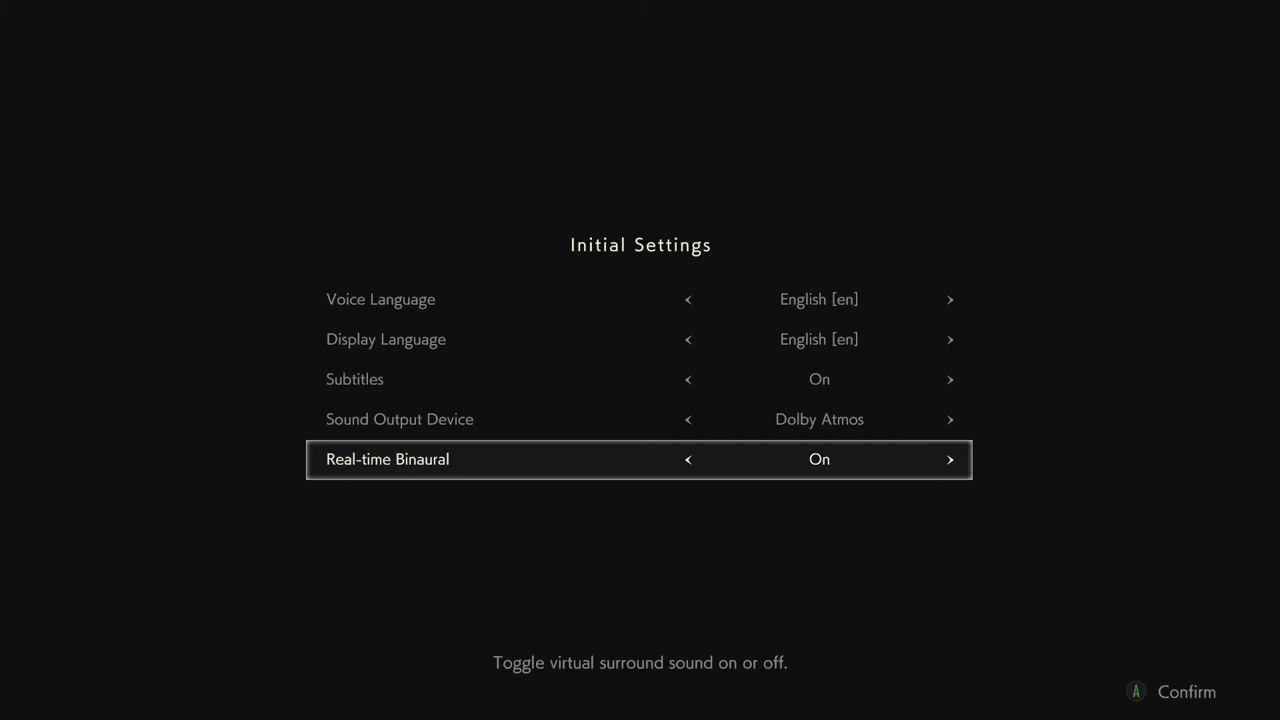 Initial Settings
Voice Language < English [en] >
Display Language < English [en] >
Subtitles < On >
Sound Output Device < Dolby Atmos >
Real-time Binaural < On >
Toggle virtual surround sound on or off.
A Confirm